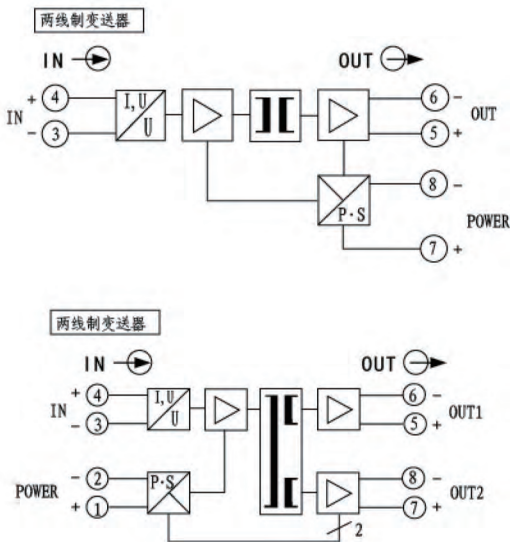 两线制变送器
IN OUT
+ 4 I,U 6 -
IN OUT
- 3 U 5 +
8 -
P·S POWER
7 +
两线制变送器
IN OUT
+ 4 I,U 6 -
IN OUT1
- 3 U 5 +
- 2 P·S 8 -
POWER OUT2
+ 1 7 +
2